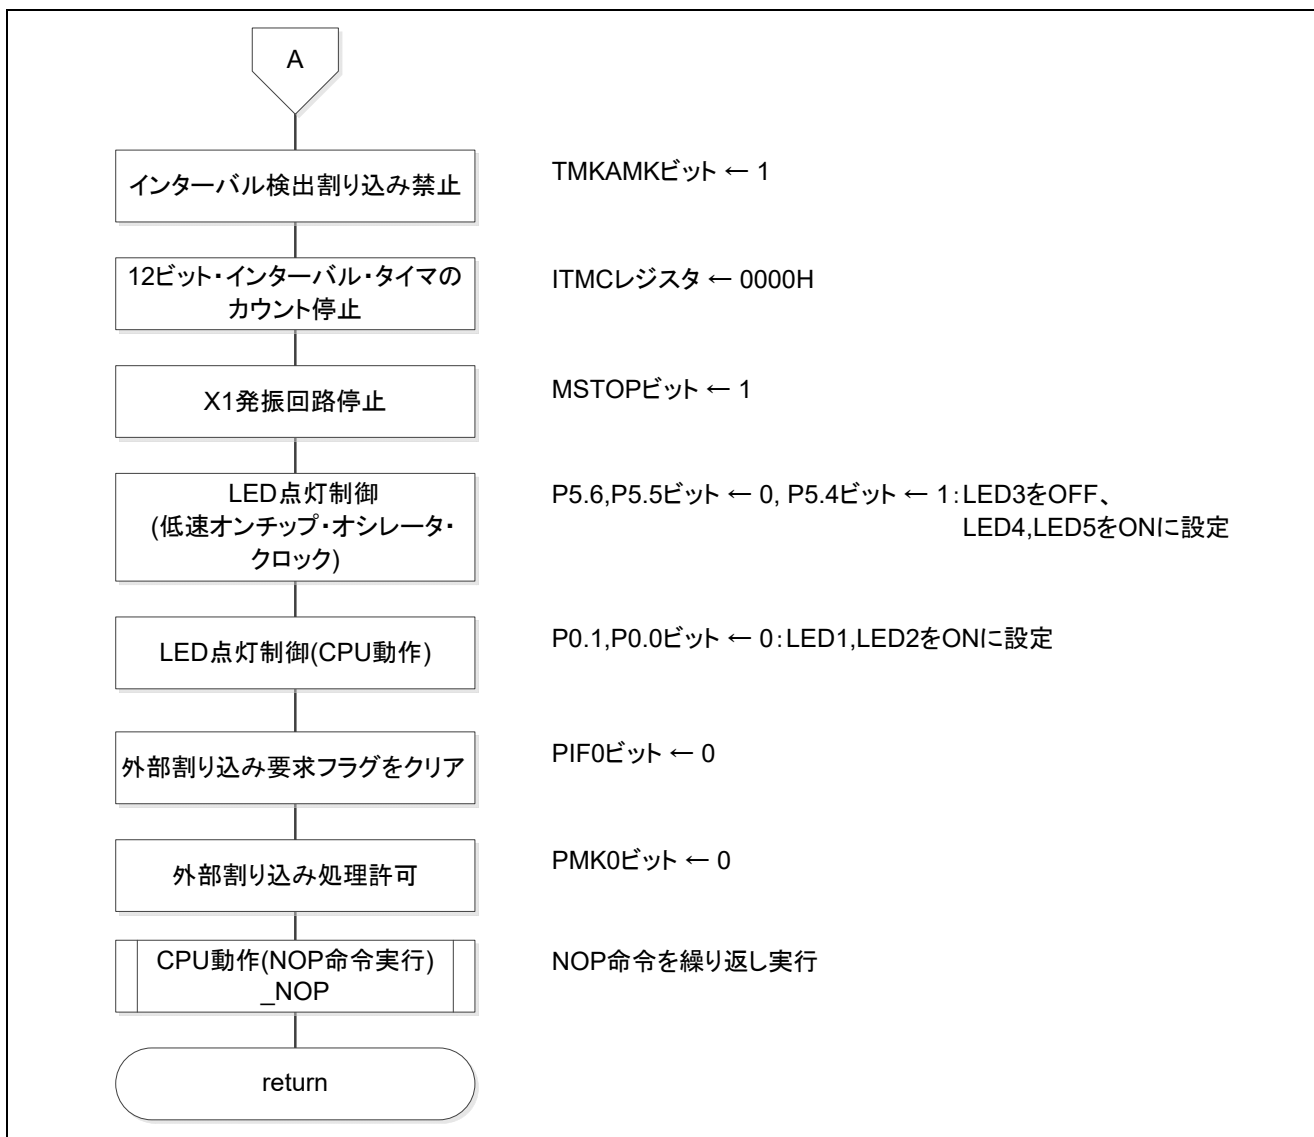 A
インターバル検出割り込み禁止
TMKAMKビット ← 1
12ビット・インターバル・タイマの
カウント停止
ITMCレジスタ ← 0000H
X1発振回路停止
MSTOPビット ← 1
LED点灯制御
(低速オンチップ・オシレータ・
クロック)
P5.6,P5.5ビット ← 0, P5.4ビット ← 1:LED3をOFF、
LED4,LED5をONに設定
LED点灯制御(CPU動作)
P0.1,P0.0ビット ← 0:LED1,LED2をONに設定
外部割り込み要求フラグをクリア
PIF0ビット ← 0
外部割り込み処理許可
PMK0ビット ← 0
CPU動作(NOP命令実行)
_NOP
NOP命令を繰り返し実行
return